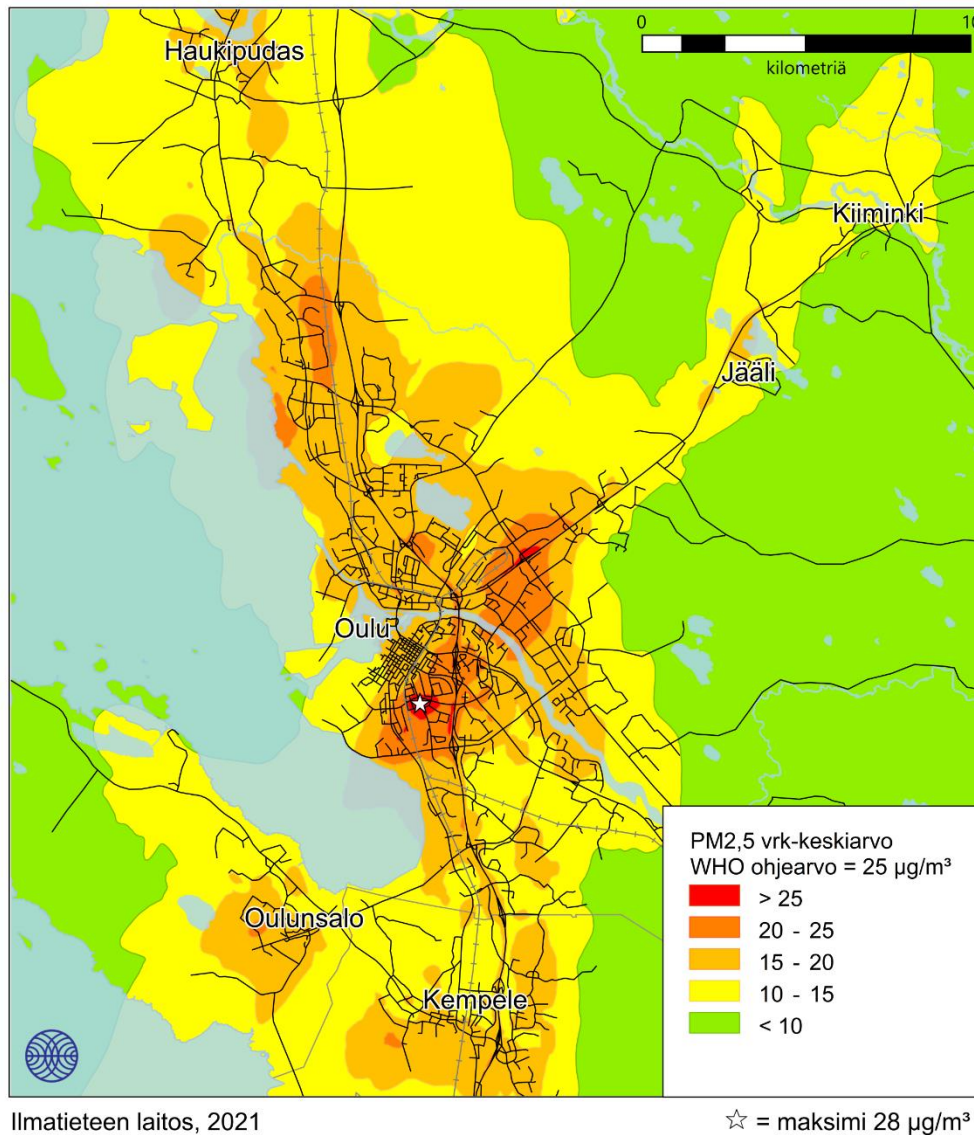 Haukipudas
0 10
kilometriä
Kiiminki
Jääli
Oulu
Oulunsalo
Kempele
PM2,5 vrk-keskiarvo
WHO ohjearvo = 25 µg/m³
> 25
20 - 25
15 - 20
10 - 15
< 10
Ilmatieteen laitos, 2021
☆ = maksimi 28 µg/m³